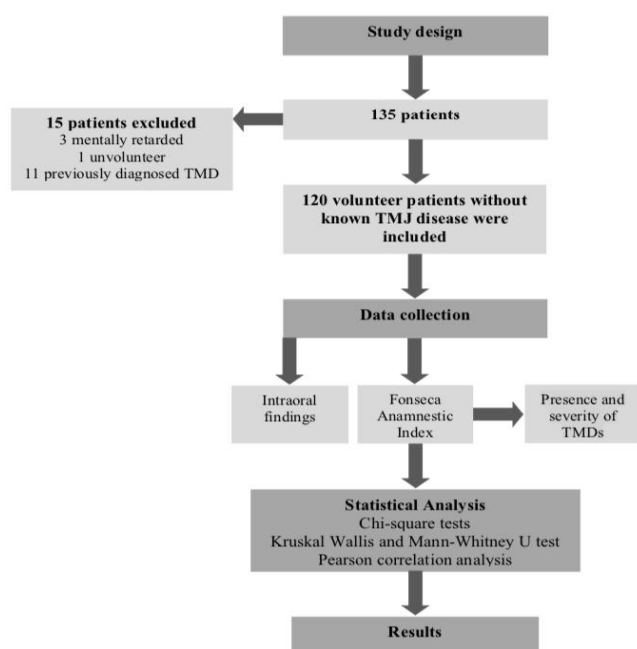 Study design
135 patients
15 patients excluded
3 mentally retarded
1 unvolunteer
11 previously diagnosed TMD
120 volunteer patients without
known TMJ disease were
included
Data collection
Intraoral
findings
Fonseca
Anamnestic
Index
Presence and
severity of
TMDs
Statistical Analysis
Chi-square tests
Kruskal Wallis and Mann-Whitney U test
Pearson correlation analysis
Results